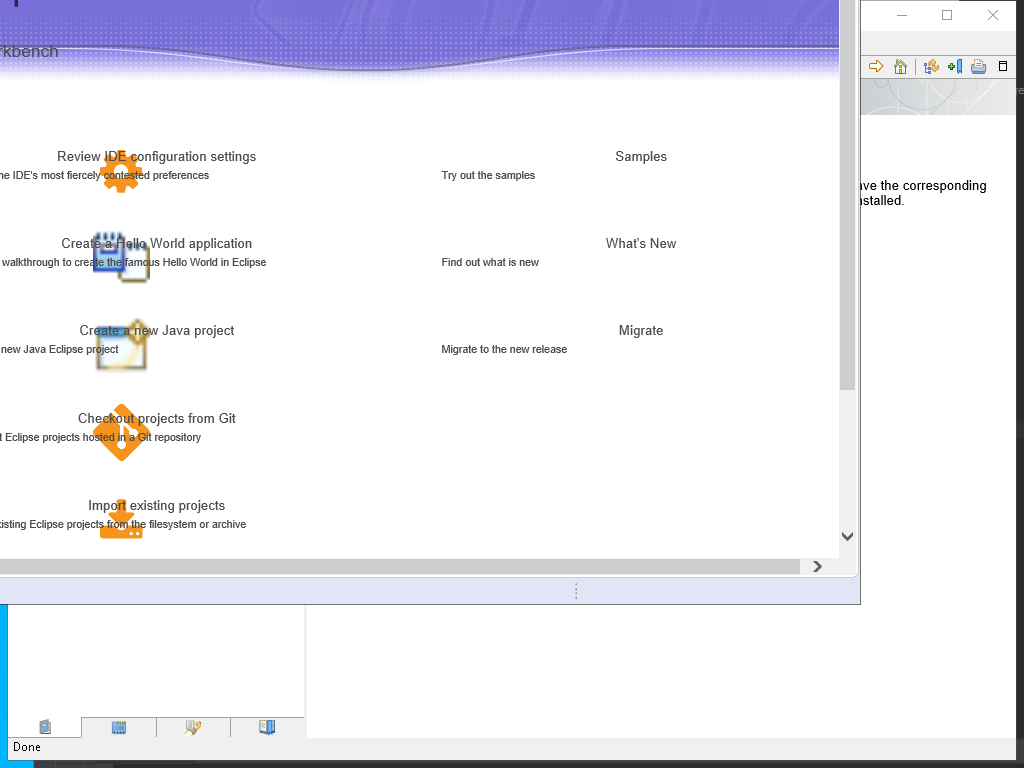 rkbench
Review IDE configuration settings
he IDE's most fiercely contested preferences
Samples
Try out the samples
ave the corresponding
nstalled.
Create a Hello World application
walkthrough to create the famous Hello World in Eclipse
What's New
Find out what is new
Create a new Java project
new Java Eclipse project
Migrate
Migrate to the new release
Checkout projects from Git
t Eclipse projects hosted in a Git repository
Import existing projects
xisting Eclipse projects from the filesystem or archive
Done